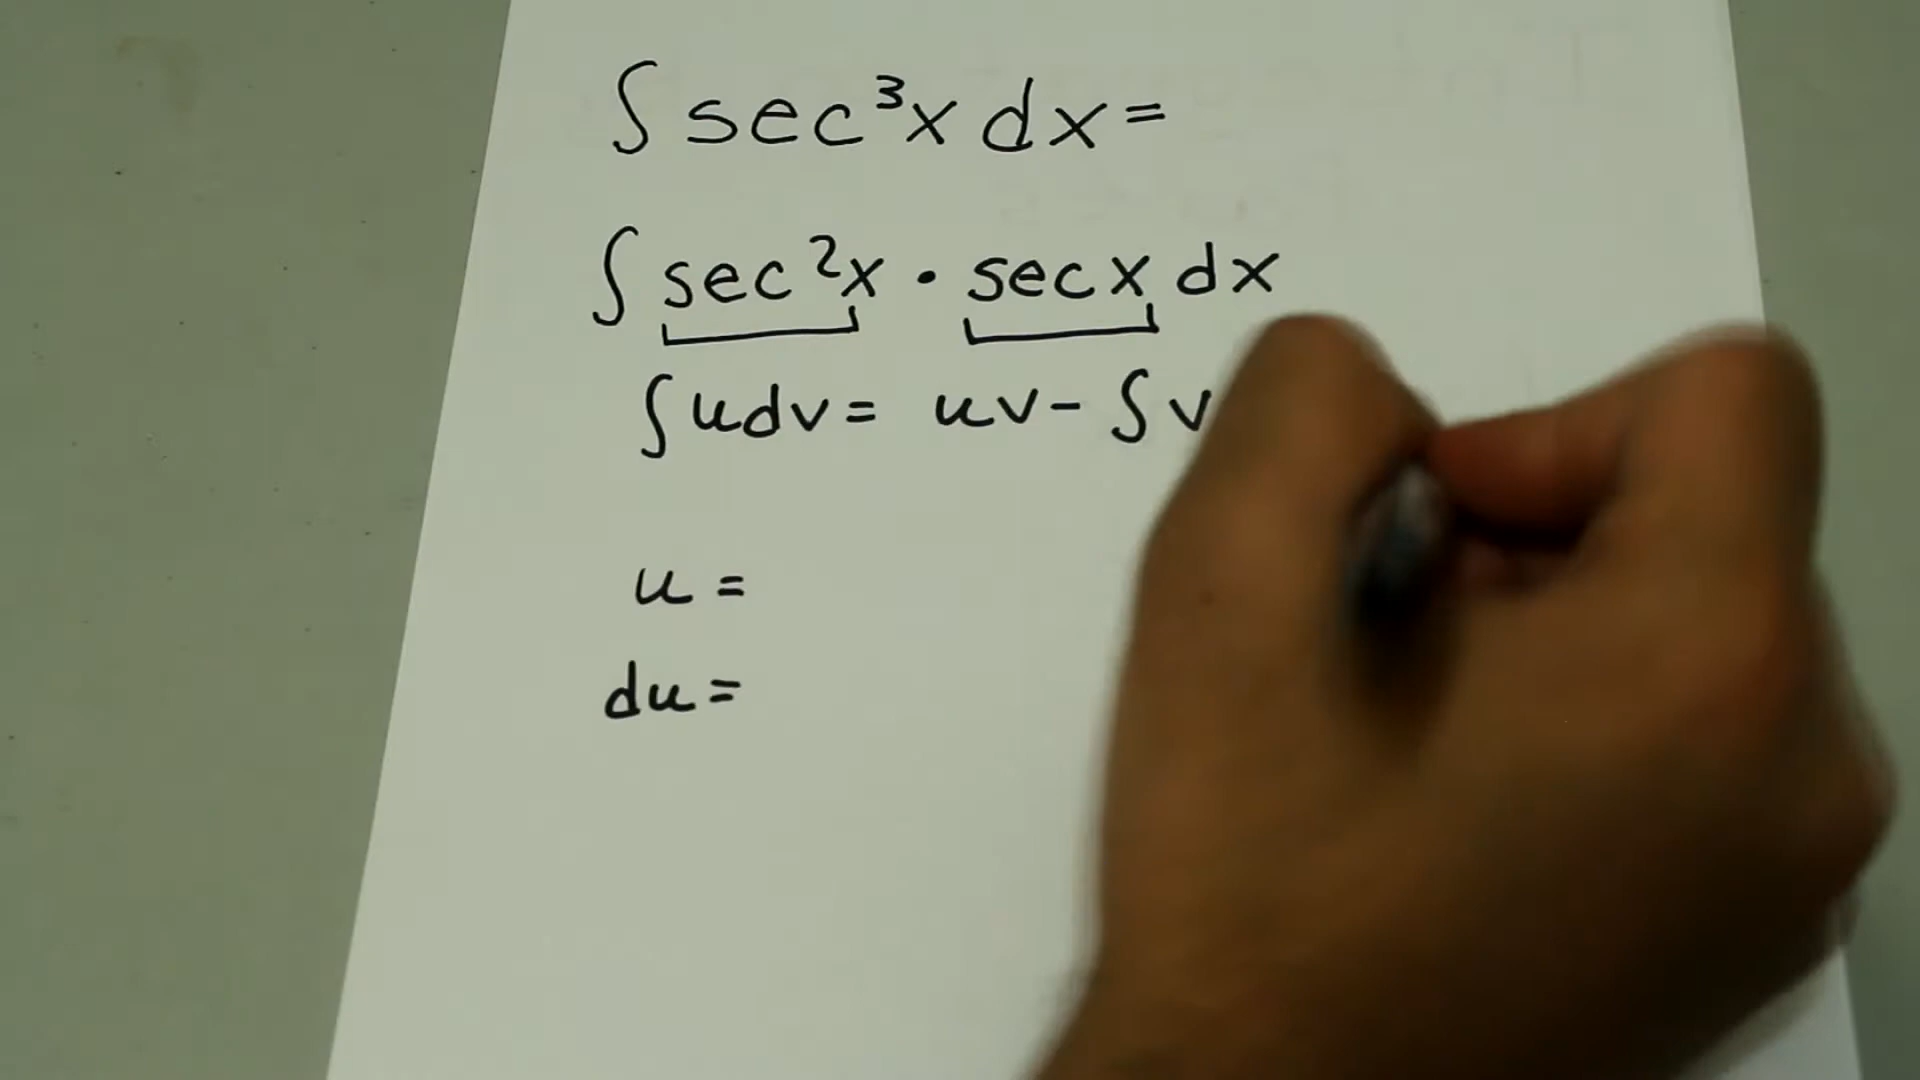 ∫ sec³x dx =
∫ sec²x · sec x dx
∫ u dv = uv - ∫ v
u =
du =